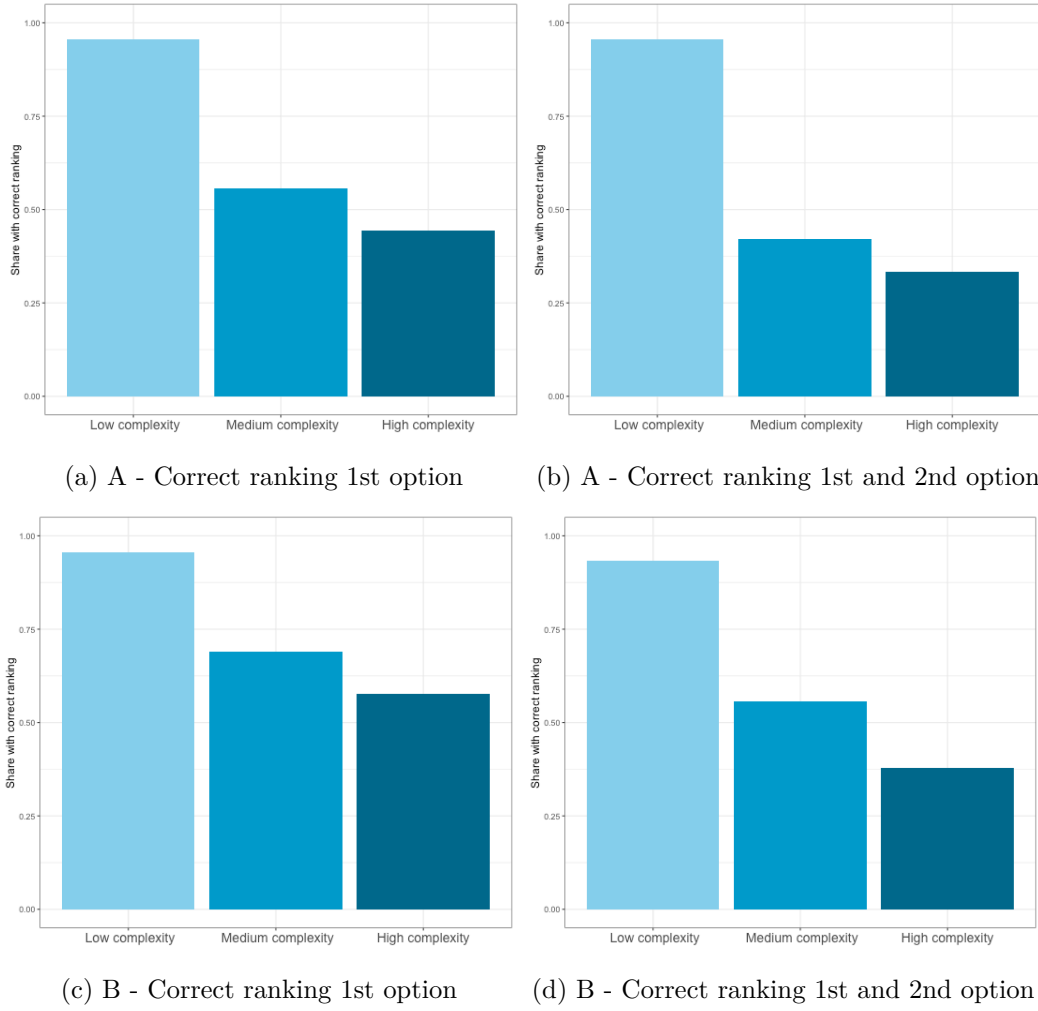 Share with correct ranking
1.00
0.75
0.50
0.25
0.00
Low complexity Medium complexity High complexity
(a) A - Correct ranking 1st option
Share with correct ranking
1.00
0.75
0.50
0.25
0.00
Low complexity Medium complexity High complexity
(b) A - Correct ranking 1st and 2nd option
Share with correct ranking
1.00
0.75
0.50
0.25
0.00
Low complexity Medium complexity High complexity
(c) B - Correct ranking 1st option
Share with correct ranking
1.00
0.75
0.50
0.25
0.00
Low complexity Medium complexity High complexity
(d) B - Correct ranking 1st and 2nd option